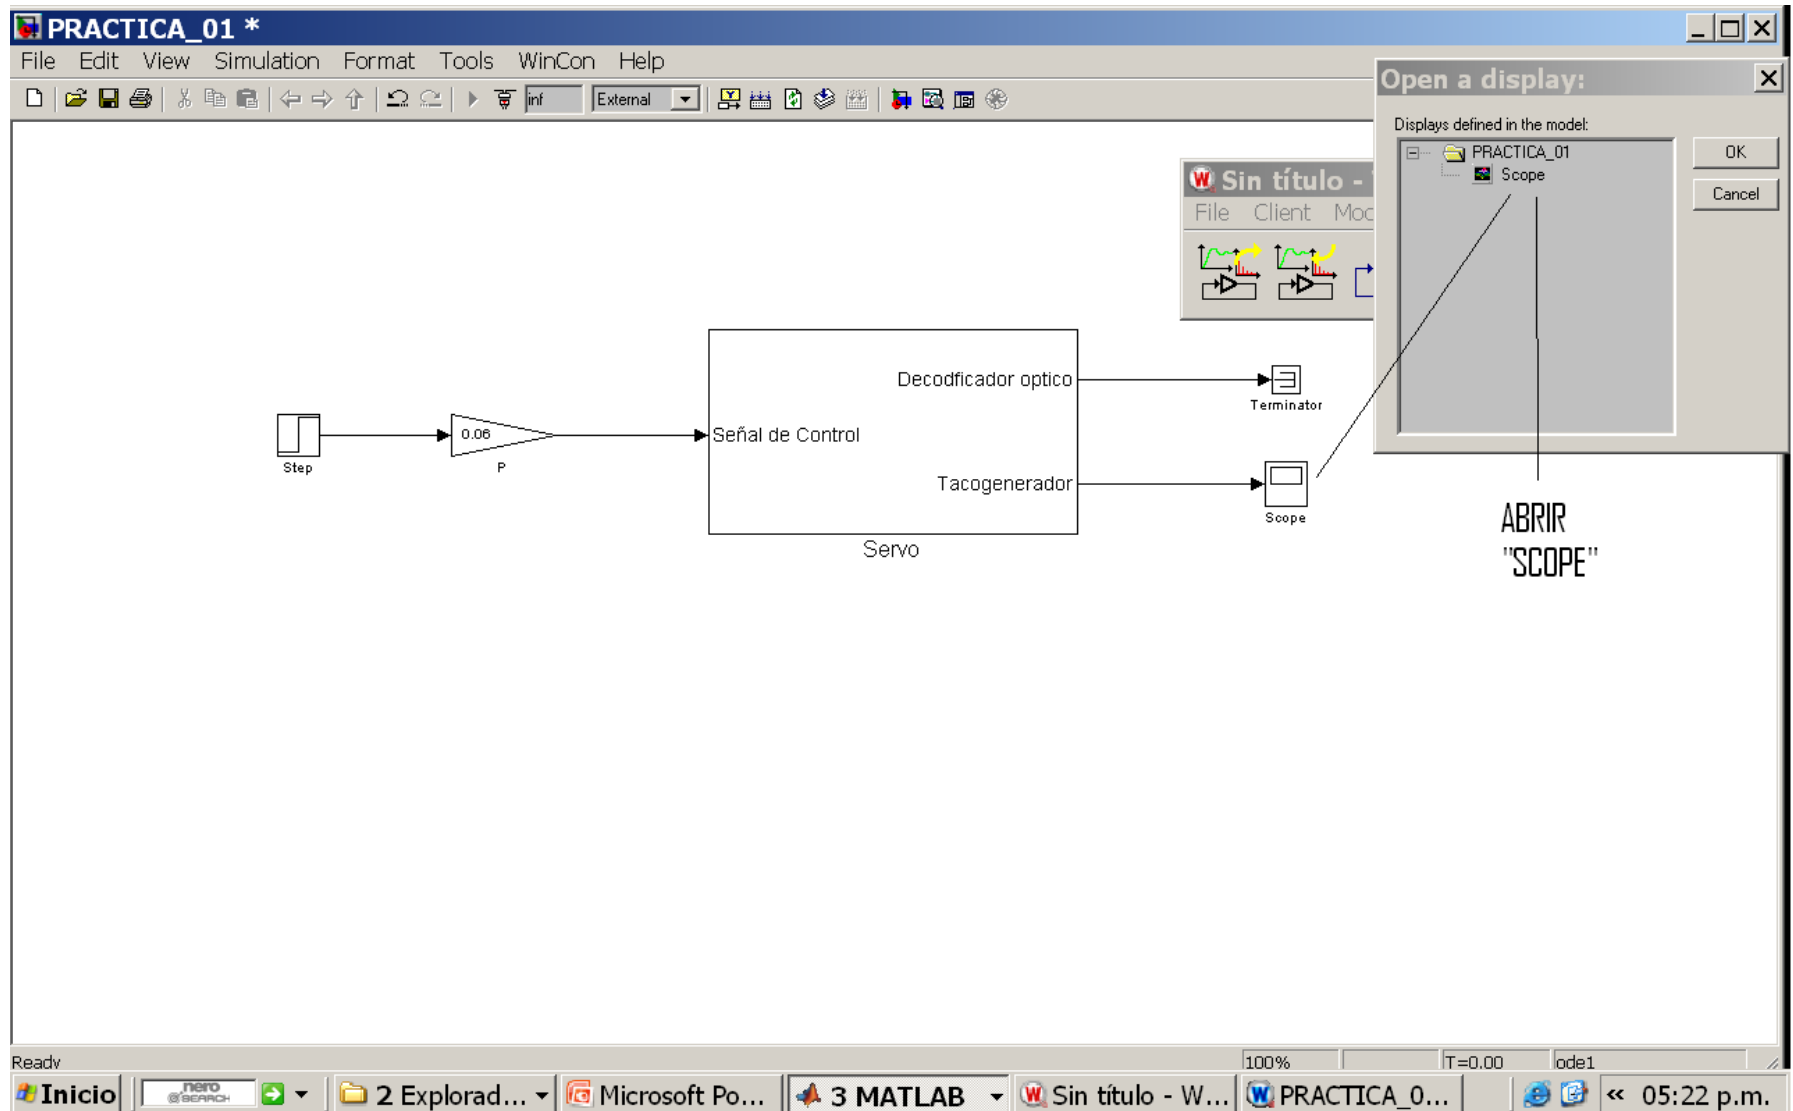 PRACTICA_01 *
File Edit View Simulation Format Tools WinCon Help
inf External
Open a display:
Displays defined in the model:
PRACTICA_01
Scope
OK
Cancel
Sin título -
File Client Mod
Decodficador optico
Señal de Control
Tacogenerador
Servo
Step
0.06
P
Terminator
Scope
ABRIR
"SCOPE"
Ready
100%
T=0.00
ode1
Inicio
nero
SEARCH
2 Explorad...
Microsoft Po...
3 MATLAB
Sin título - W...
PRACTICA_0...
« 05:22 p.m.